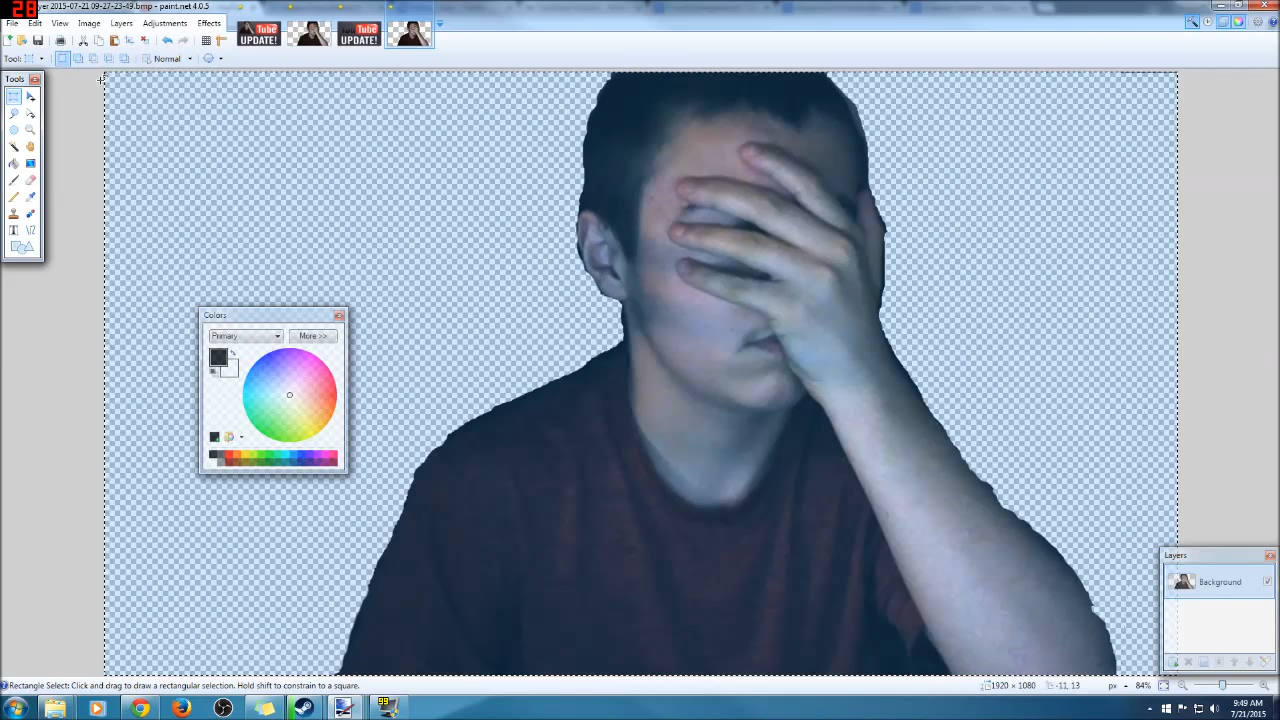 28
yer 2015-07-21 09-27-23-49.bmp - paint.net 4.0.5
File Edit View Image Layers Adjustments Effects
Tube UPDATE!
You Tube UPDATE!
Tool: Normal
Tools
Colors
Primary More >>
Layers
Background
Rectangle Select: Click and drag to draw a rectangular selection. Hold shift to constrain to a square.
1920 × 1080 -11, 13 px 84%
99
9:49 AM
7/21/2015